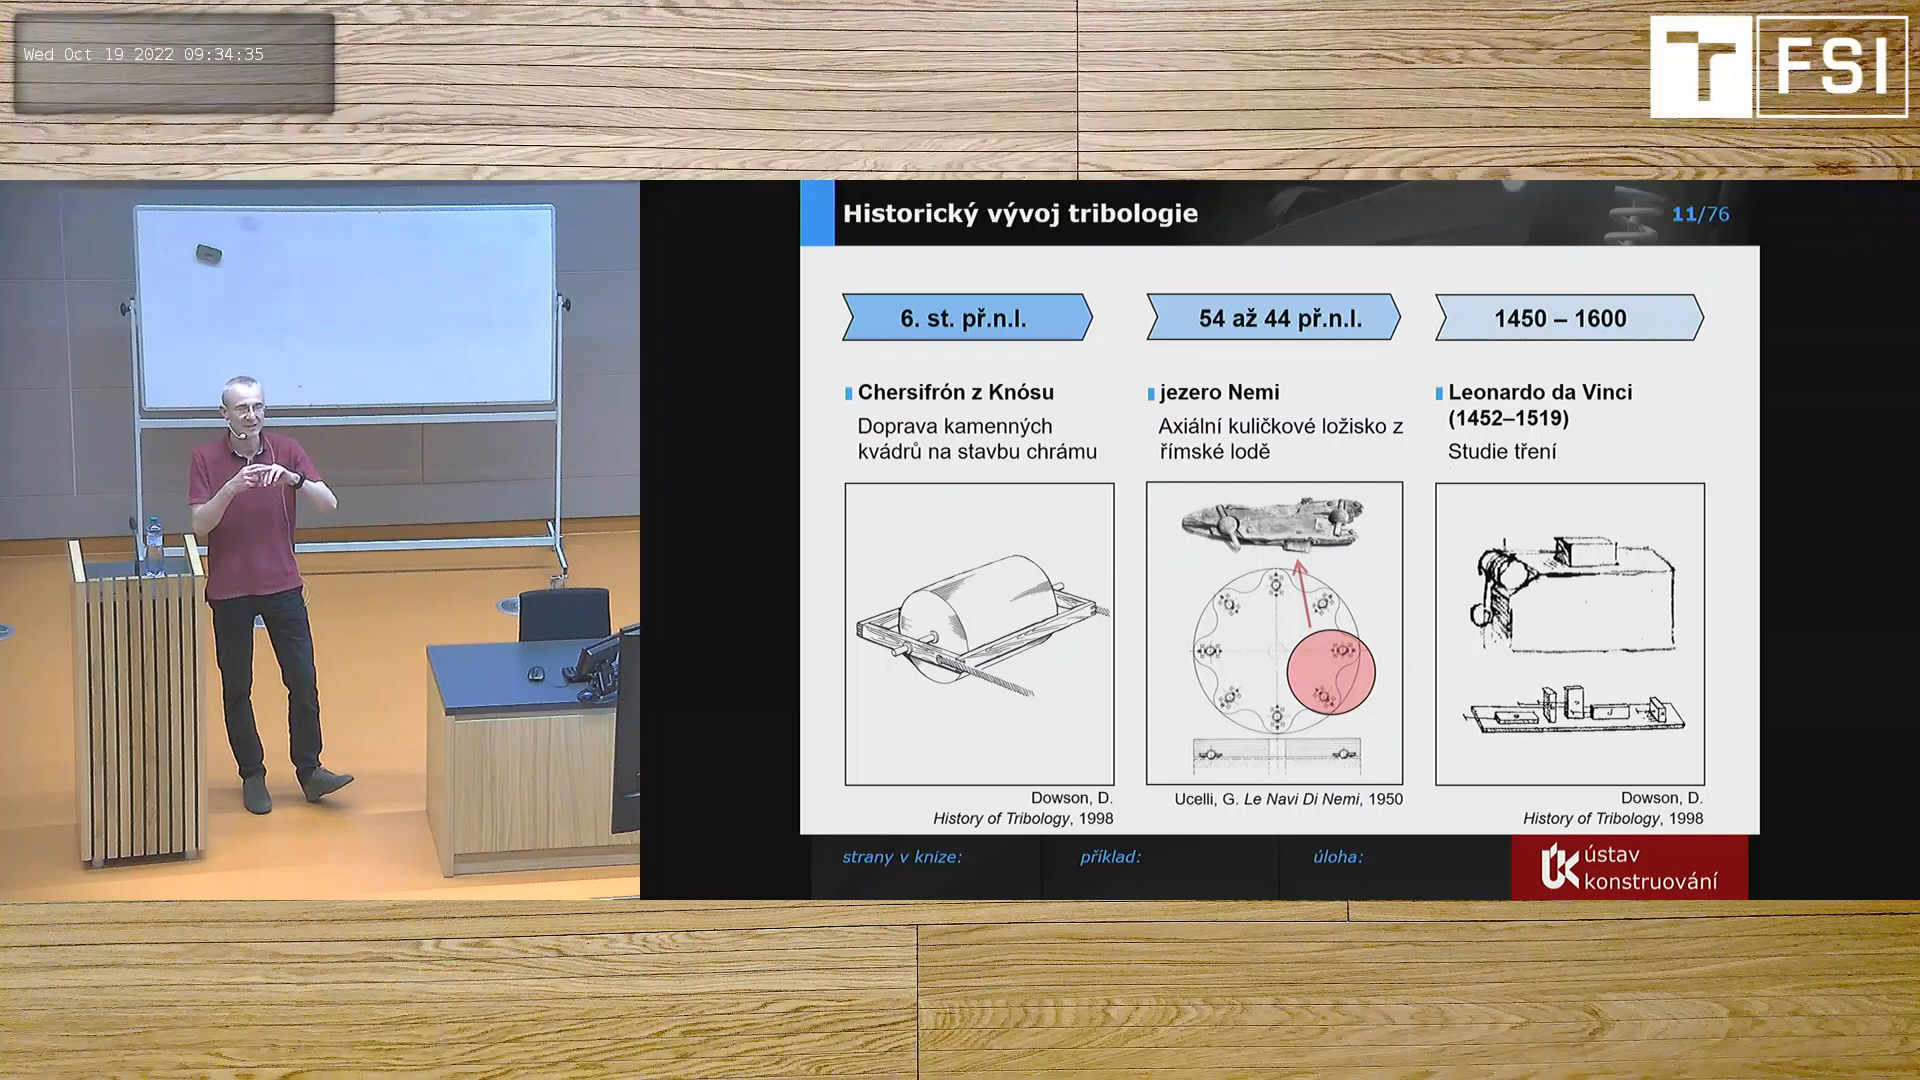 Wed Oct 19 2022 09:34:35
FSI
Historický vývoj tribologie
11/76
6. st. př.n.l.
54 až 44 př.n.l.
1450 – 1600
Chersifrón z Knósu
Doprava kamenných
kvádrů na stavbu chrámu
jezero Nemi
Axiální kuličkové ložisko z
římské lodě
Leonardo da Vinci
(1452–1519)
Studie tření
Dowson, D.
History of Tribology, 1998
Ucelli, G. Le Navi Di Nemi, 1950
Dowson, D.
History of Tribology, 1998
strany v knize:
příklad:
úloha:
ústav
konstruování